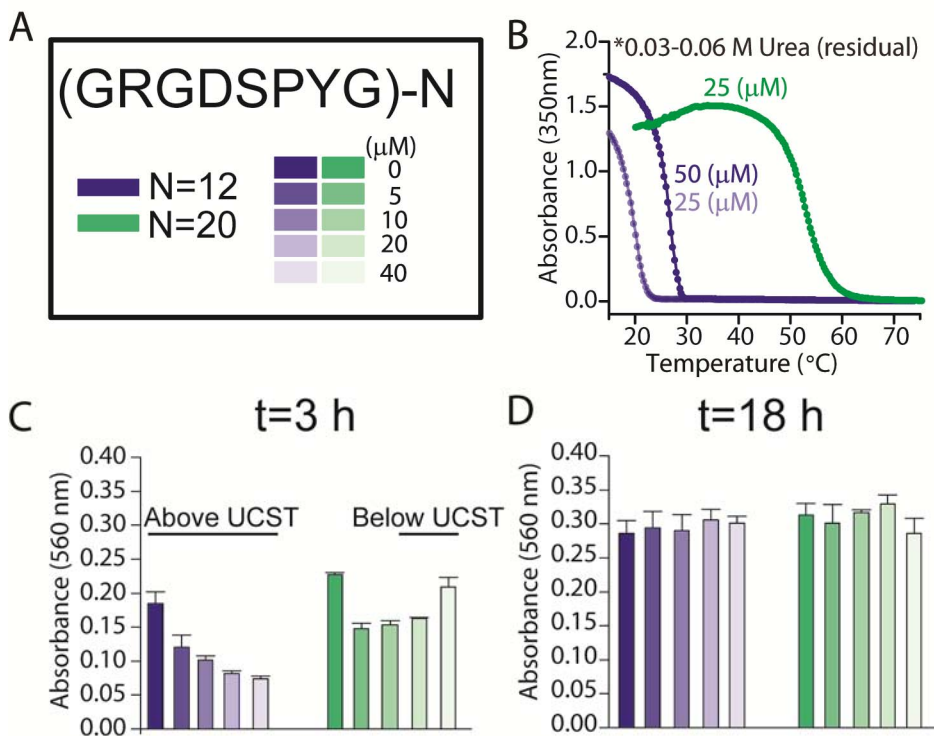 A
(GRGDSPYG)-N
(μM)
N=12
N=20
0
5
10
20
40
B
*0.03-0.06 M Urea (residual)
25 (μM)
50 (μM)
25 (μM)
Absorbance (350nm)
2.0
1.5
1.0
0.5
0.0
20 30 40 50 60 70
Temperature (°C)
C
t=3 h
Absorbance (560 nm)
0.40
0.35
0.30
0.25
0.20
0.15
0.10
0.05
0.00
Above UCST
Below UCST
D
t=18 h
Absorbance (560 nm)
0.40
0.35
0.30
0.25
0.20
0.15
0.10
0.05
0.00